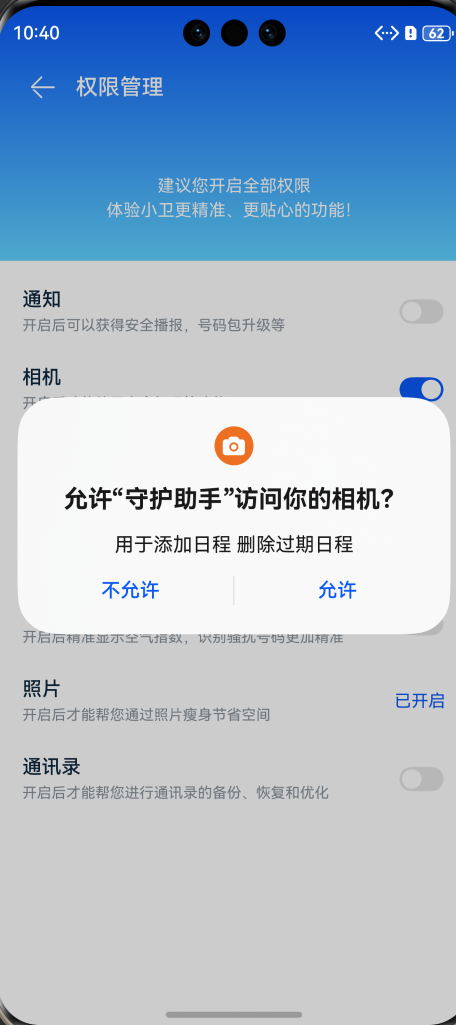 10:40
62
权限管理
建议您开启全部权限
体验小卫更精准、更贴心的功能！
通知
开启后可以获得安全播报，号码包升级等
相机
允许“守护助手”访问你的相机？
用于添加日程 删除过期日程
不允许
允许
开启后精准显示空气指数，识别骚扰号码更加精准
照片
开启后才能帮您通过照片瘦身节省空间
已开启
通讯录
开启后才能帮您进行通讯录的备份、恢复和优化